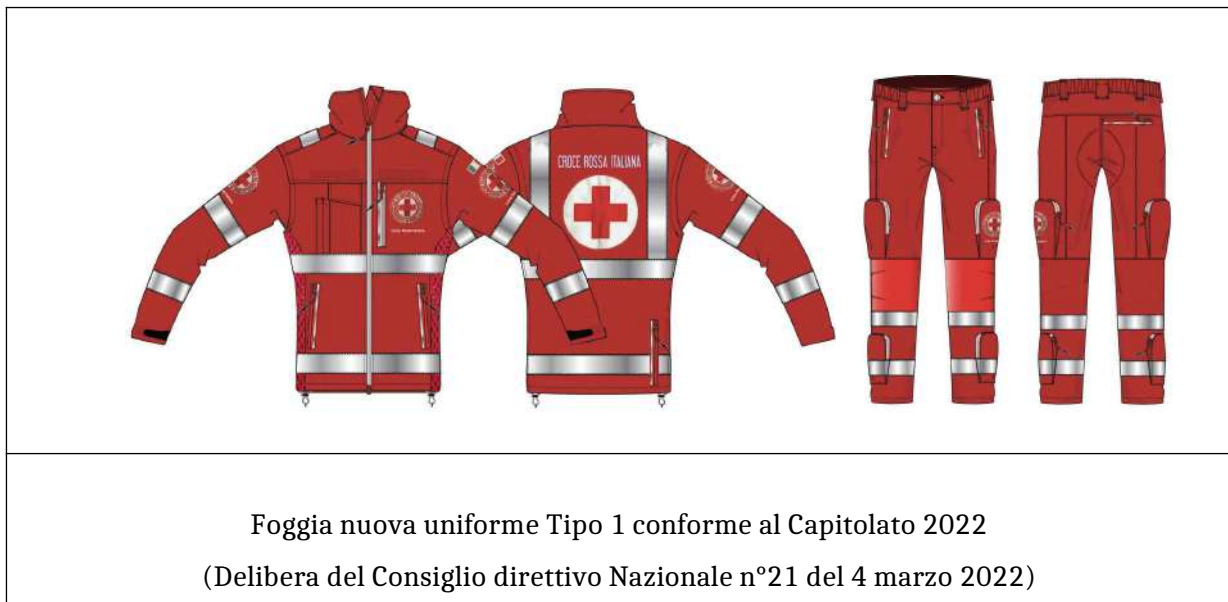 CROCE ROSSA ITALIANA
Foggia nuova uniforme Tipo 1 conforme al Capitolato 2022
(Delibera del Consiglio direttivo Nazionale n°21 del 4 marzo 2022)